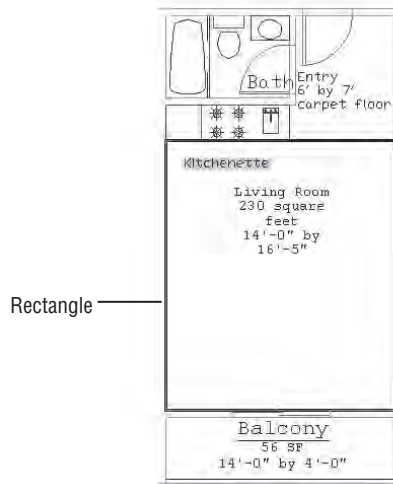 Bath
Entry
6' by 7'
carpet floor
Kitchenette
Living Room
230 square
feet
14'-0" by
16'-5"
Rectangle
Balcony
56 SF
14'-0" by 4'-0"